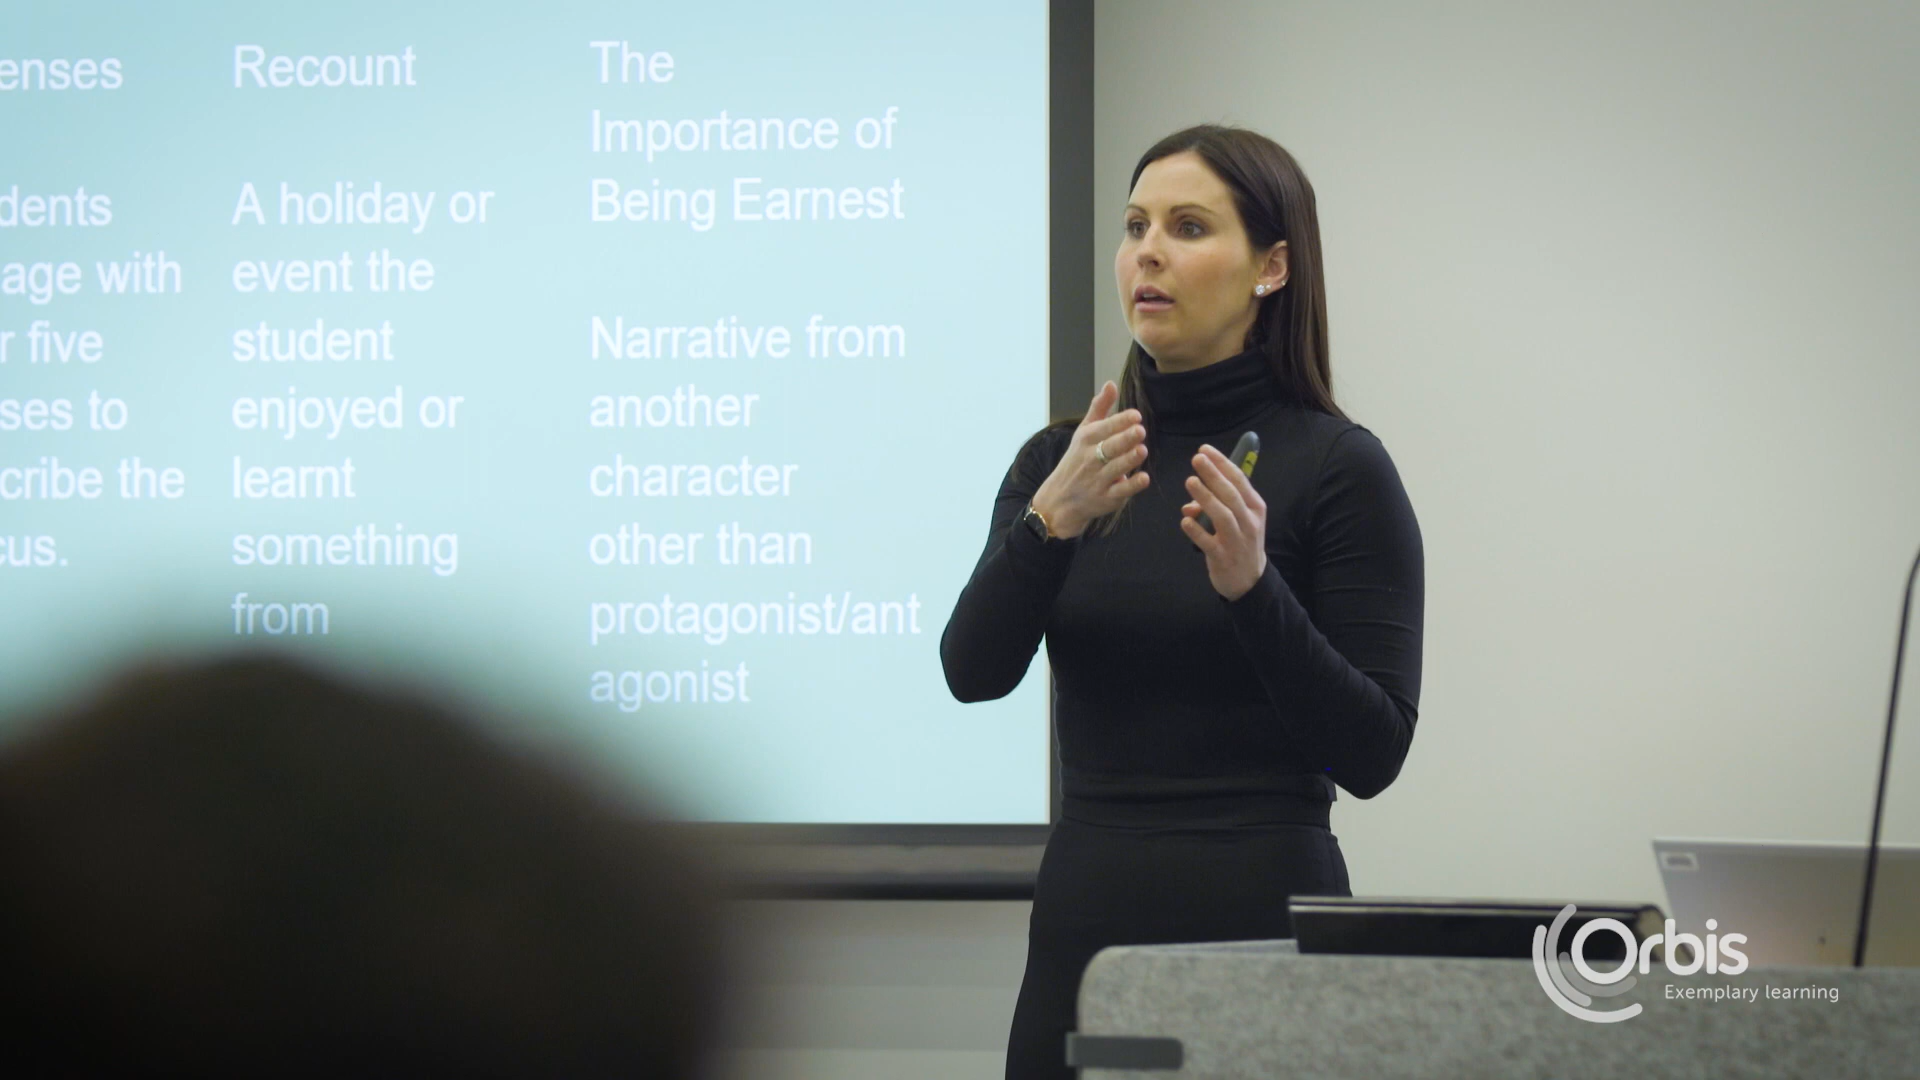 enses
dents
age with
r five
ses to
cribe the
cus.
Recount
A holiday or
event the
student
enjoyed or
learnt
something
from
The
Importance of
Being Earnest
Narrative from
another
character
other than
protagonist/ant
agonist
Orbis
Exemplary learning